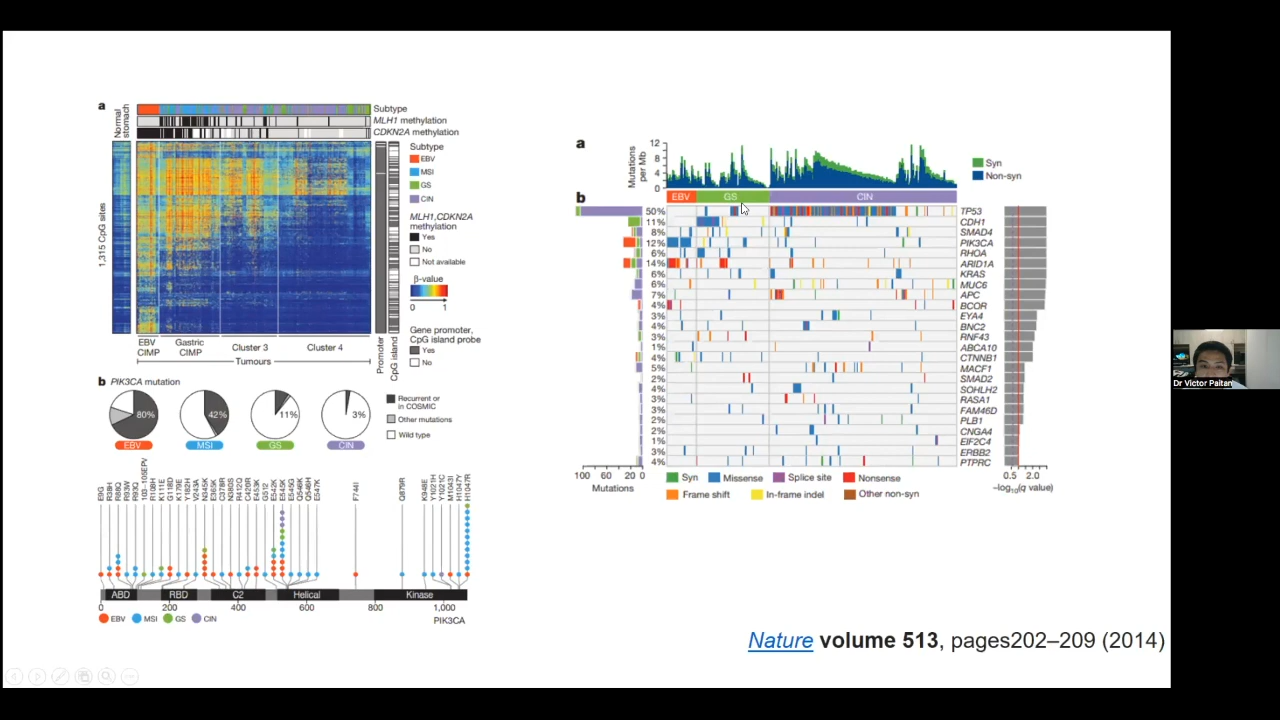 a
Normal stomach
Subtype
MLH1 methylation
CDKN2A methylation
1,315 CpG sites
Subtype
EBV
MSI
GS
CIN
MLH1,CDKN2A
methylation
Yes
No
Not available
β-value
0 1
Gene promoter,
CpG island probe
Yes
No
EBV
CIMP
Gastric
CIMP
Cluster 3
Cluster 4
Tumours
Promoter
CpG island
b PIK3CA mutation
80% 42% 11% 3%
EBV MSI GS CIN
Recurrent or
in COSMIC
Other mutations
Wild type
ABD RBD C2 Helical Kinase
0 200 400 600 800 1,000
PIK3CA
EBV MSI GS CIN
a
Mutations
per Mb
12
8
4
0
Syn
Non-syn
b
EBV GS CIN
50% TP53
11% CDH1
8% SMAD4
12% PIK3CA
6% RHOA
14% ARID1A
6% KRAS
6% MUC6
7% APC
4% BCOR
3% EYA4
4% BNC2
3% RNF43
1% ABCA10
4% CTNNB1
5% MACF1
2% SMAD2
4% SOHLH2
3% RASA1
3% FAM46D
2% PLB1
2% CNGA4
1% EIF2C4
3% ERBB2
4% PTPRC
100 60 20 0
Mutations
0.5 2.0
–log10(q value)
Syn Missense Splice site Nonsense
Frame shift In-frame indel Other non-syn
Nature volume 513, pages202–209 (2014)
Dr Victor Paitan